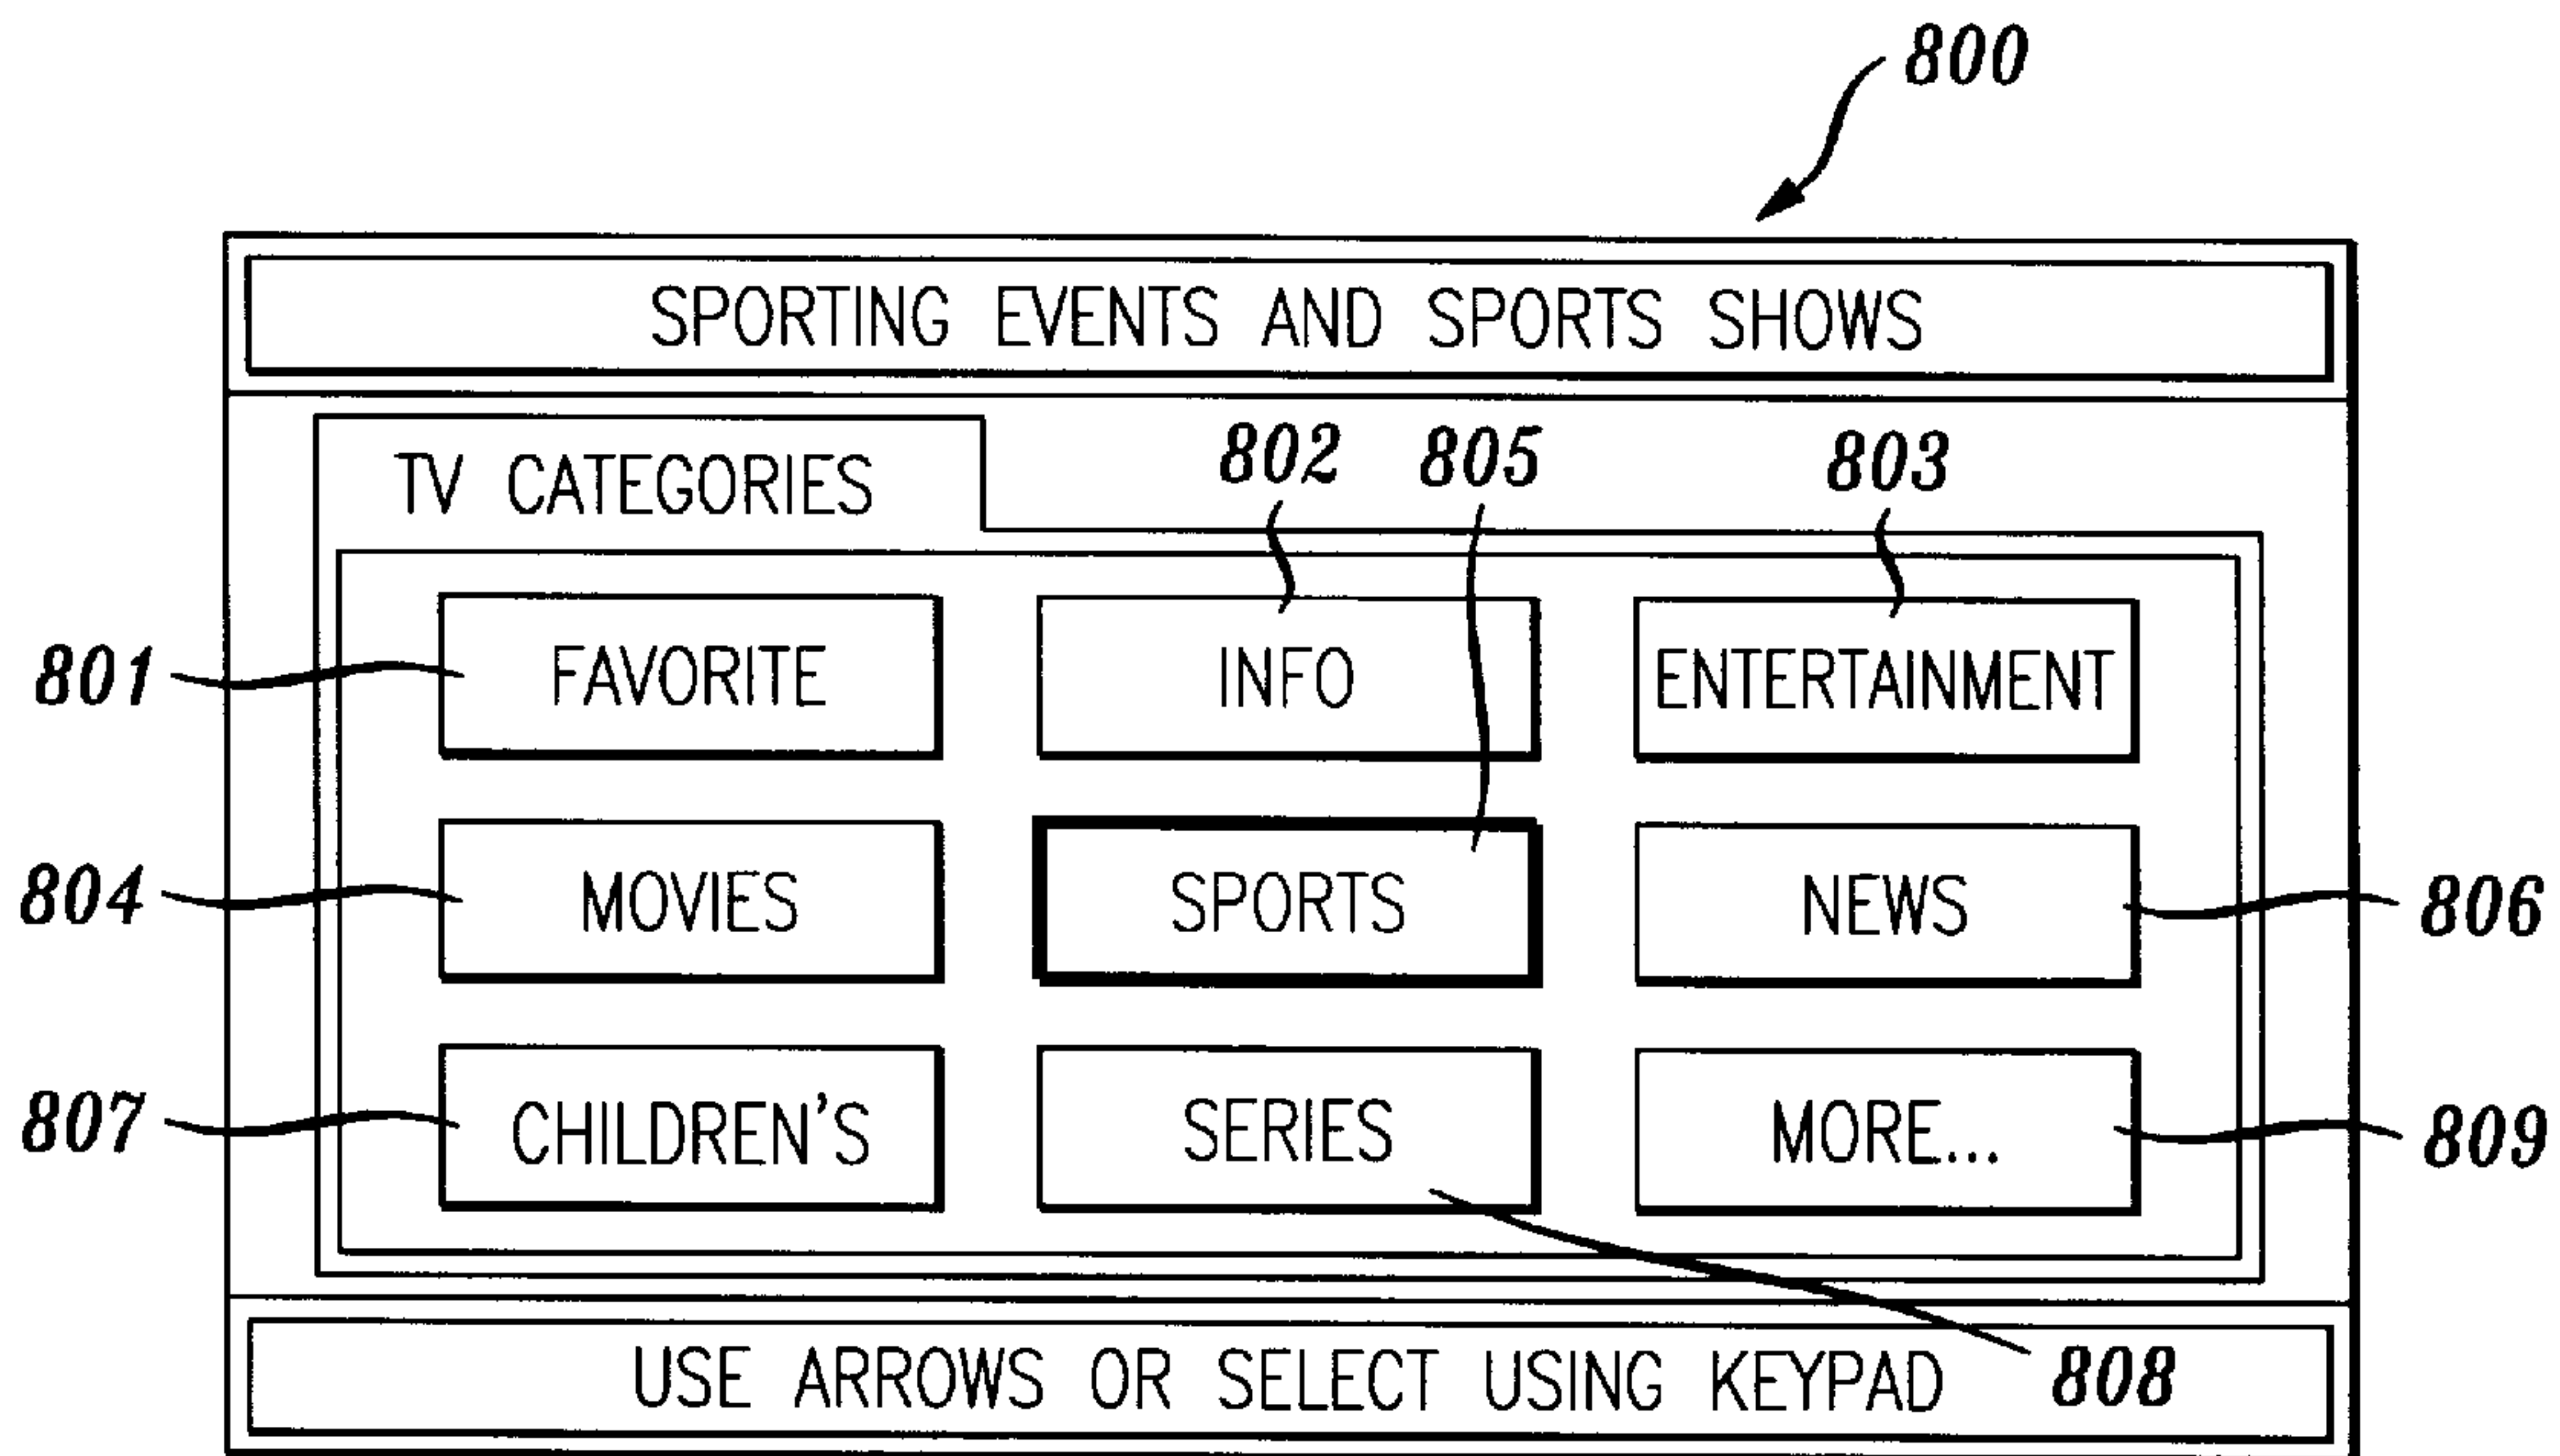 800
SPORTING EVENTS AND SPORTS SHOWS
TV CATEGORIES
802 805 803
801 FAVORITE INFO ENTERTAINMENT
804 MOVIES SPORTS NEWS 806
807 CHILDREN'S SERIES MORE... 809
USE ARROWS OR SELECT USING KEYPAD 808